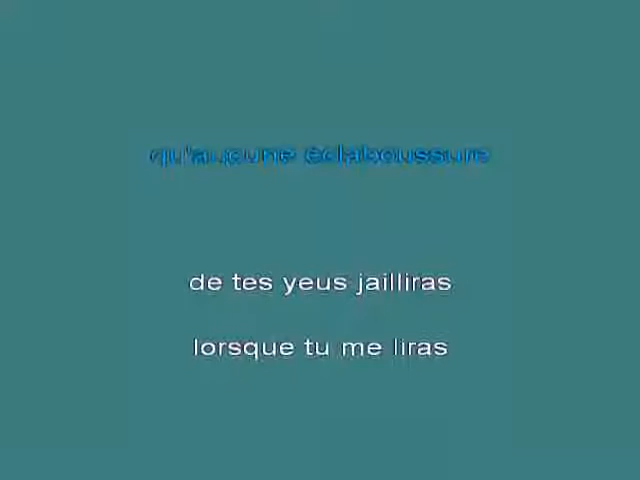 qu'aucune éclaboussure
de tes yeus jailliras
lorsque tu me liras